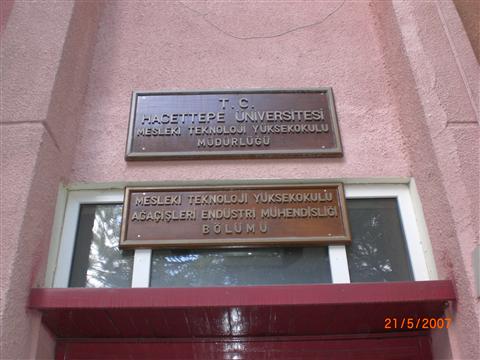 T.C.
HACETTEPE ÜNİVERSİTESİ
MESLEKİ TEKNOLOJİ YÜKSEKOKULU
MÜDÜRLÜĞÜ
MESLEKİ TEKNOLOJİ YÜKSEKOKULU
AĞAÇİŞLERİ ENDÜSTRİ MÜHENDİSLİĞİ
BÖLÜMÜ
21/5/2007